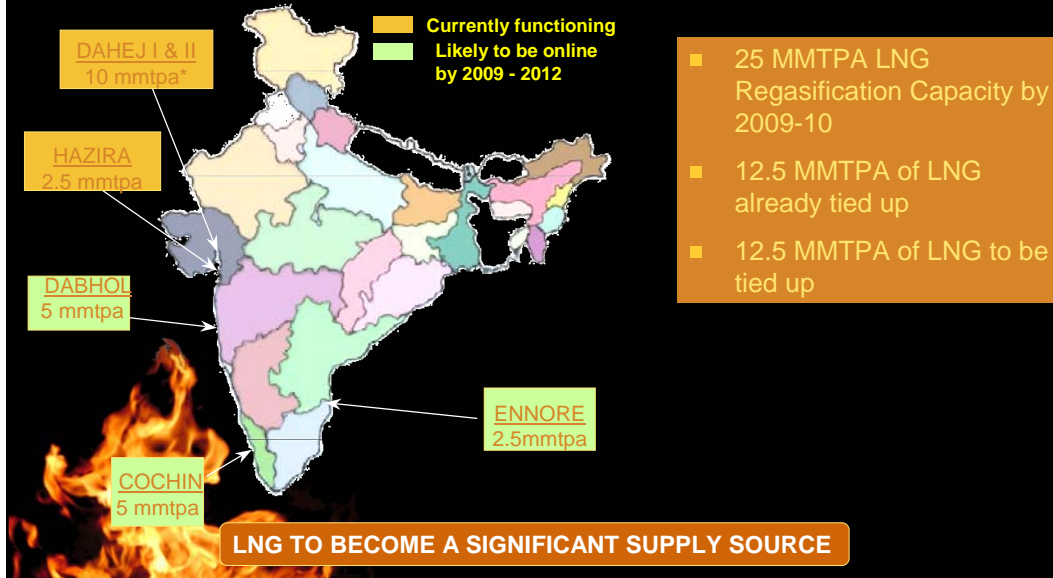 Currently functioning
Likely to be online
by 2009 - 2012
DAHEJ I & II
10 mmtpa*
HAZIRA
2.5 mmtpa
DABHOL
5 mmtpa
COCHIN
5 mmtpa
ENNORE
2.5mmtpa
25 MMTPA LNG
Regasification Capacity by
2009-10
12.5 MMTPA of LNG
already tied up
12.5 MMTPA of LNG to be
tied up
LNG TO BECOME A SIGNIFICANT SUPPLY SOURCE